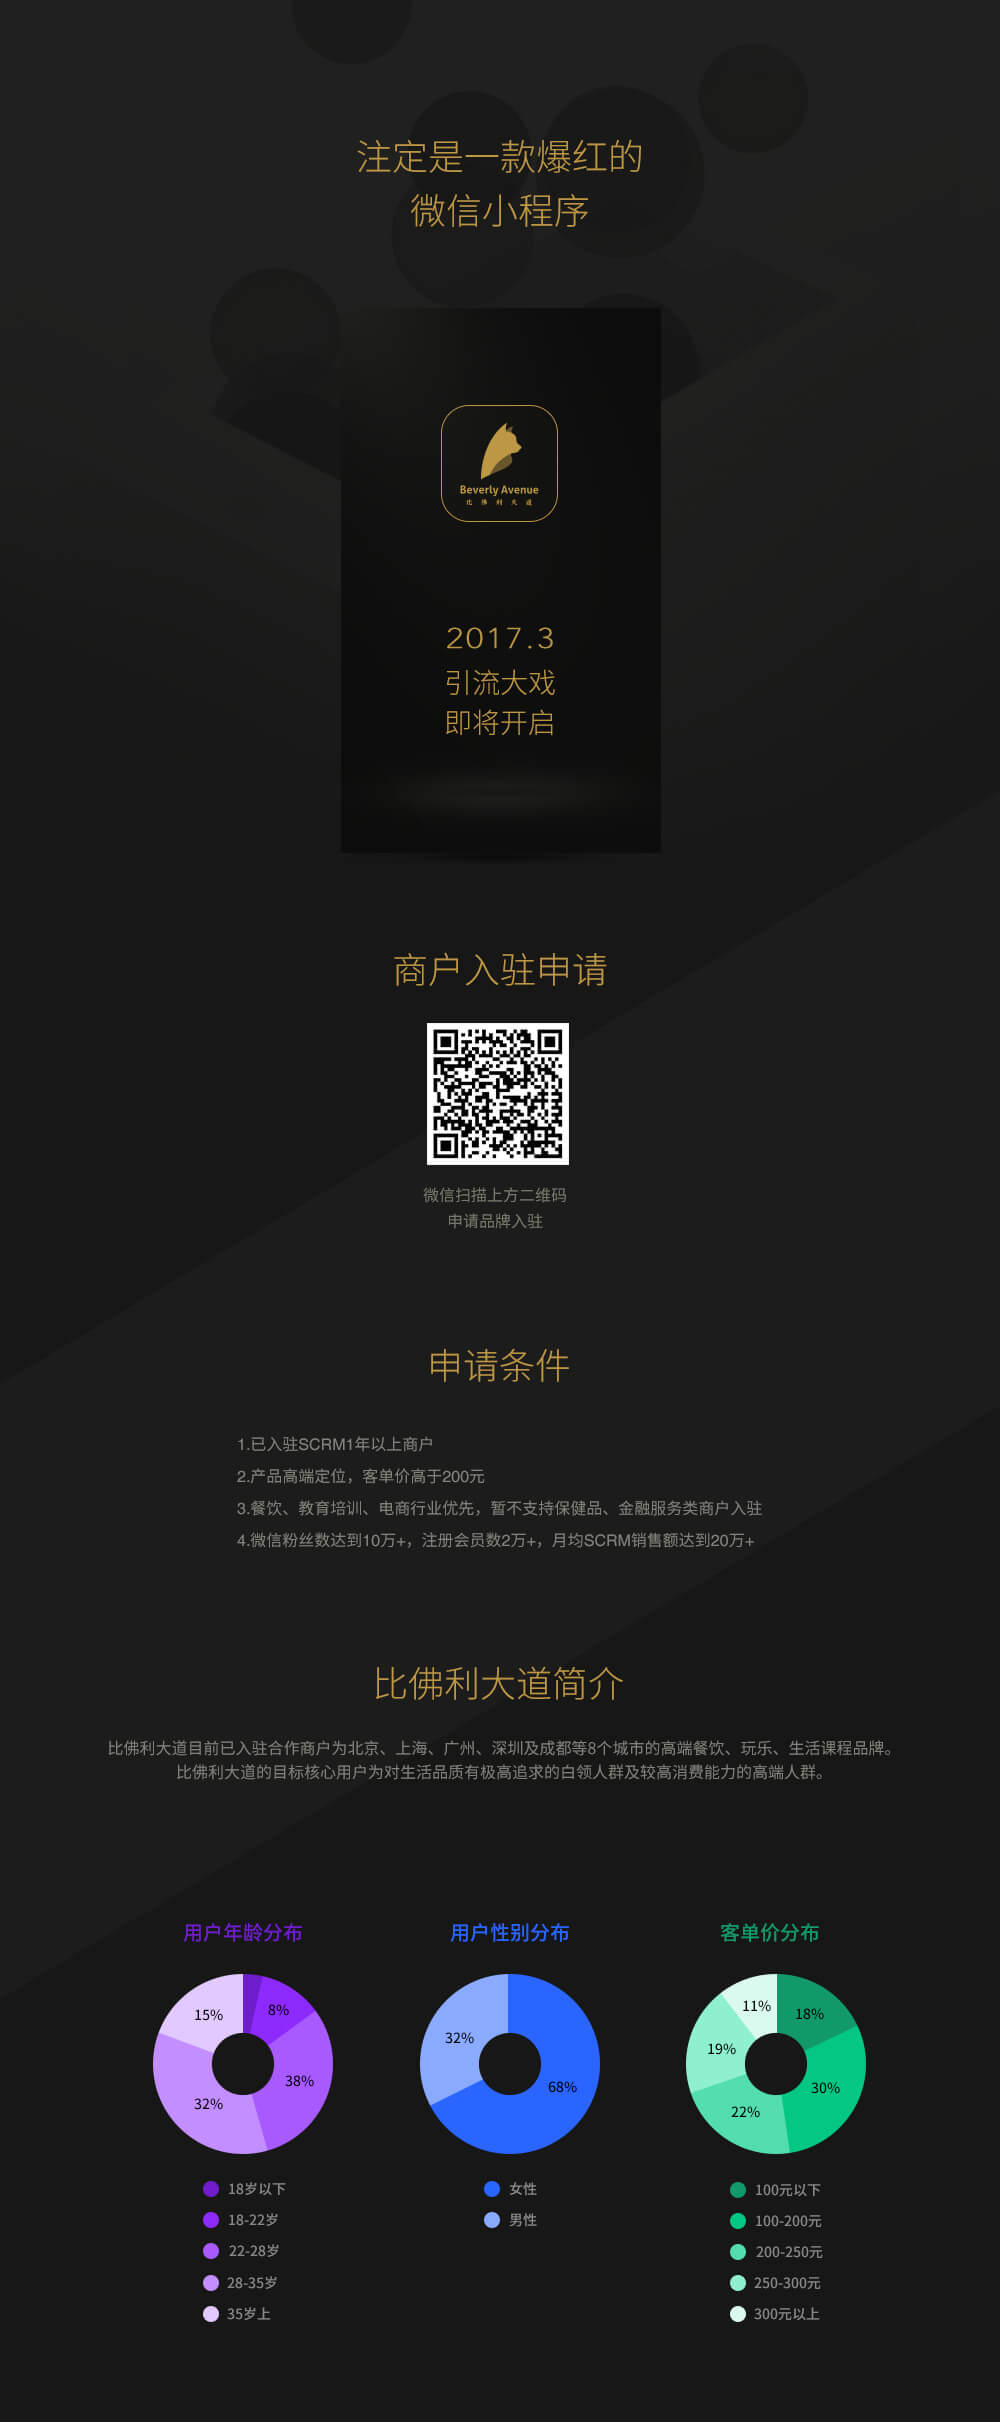 注定是一款爆红的
微信小程序
Beverly Avenue
比佛利大道
2017.3
引流大戏
即将开启
商户入驻申请
微信扫描上方二维码
申请品牌入驻
申请条件
1.已入驻SCRM1年以上商户
2.产品高端定位，客单价高于200元
3.餐饮、教育培训、电商行业优先，暂不支持保健品、金融服务类商户入驻
4.微信粉丝数达到10万+，注册会员数2万+，月均SCRM销售额达到20万+
比佛利大道简介
比佛利大道目前已入驻合作商户为北京、上海、广州、深圳及成都等8个城市的高端餐饮、玩乐、生活课程品牌。
比佛利大道的目标核心用户为对生活品质有极高追求的白领人群及较高消费能力的高端人群。
用户年龄分布
8%
15%
38%
32%
18岁以下
18-22岁
22-28岁
28-35岁
35岁上
用户性别分布
32%
68%
女性
男性
客单价分布
11%
18%
19%
30%
22%
100元以下
100-200元
200-250元
250-300元
300元以上